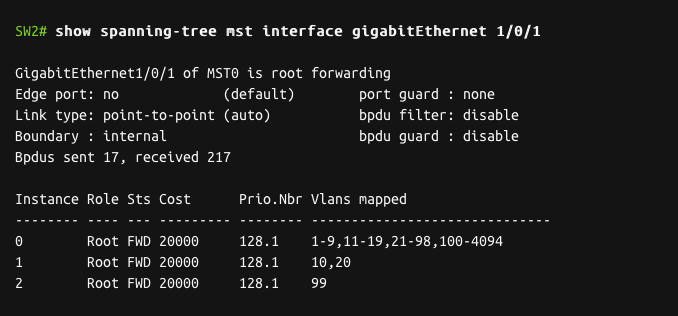 SW2# show spanning-tree mst interface gigabitEthernet 1/0/1
GigabitEthernet1/0/1 of MST0 is root forwarding
Edge port: no             (default)        port guard : none
Link type: point-to-point (auto)           bpdu filter: disable
Boundary : internal                        bpdu guard : disable
Bpdus sent 17, received 217
Instance Role Sts Cost      Prio.Nbr Vlans mapped
-------- ---- --- --------- -------- ------------------------------
0        Root FWD 20000     128.1    1-9,11-19,21-98,100-4094
1        Root FWD 20000     128.1    10,20
2        Root FWD 20000     128.1    99